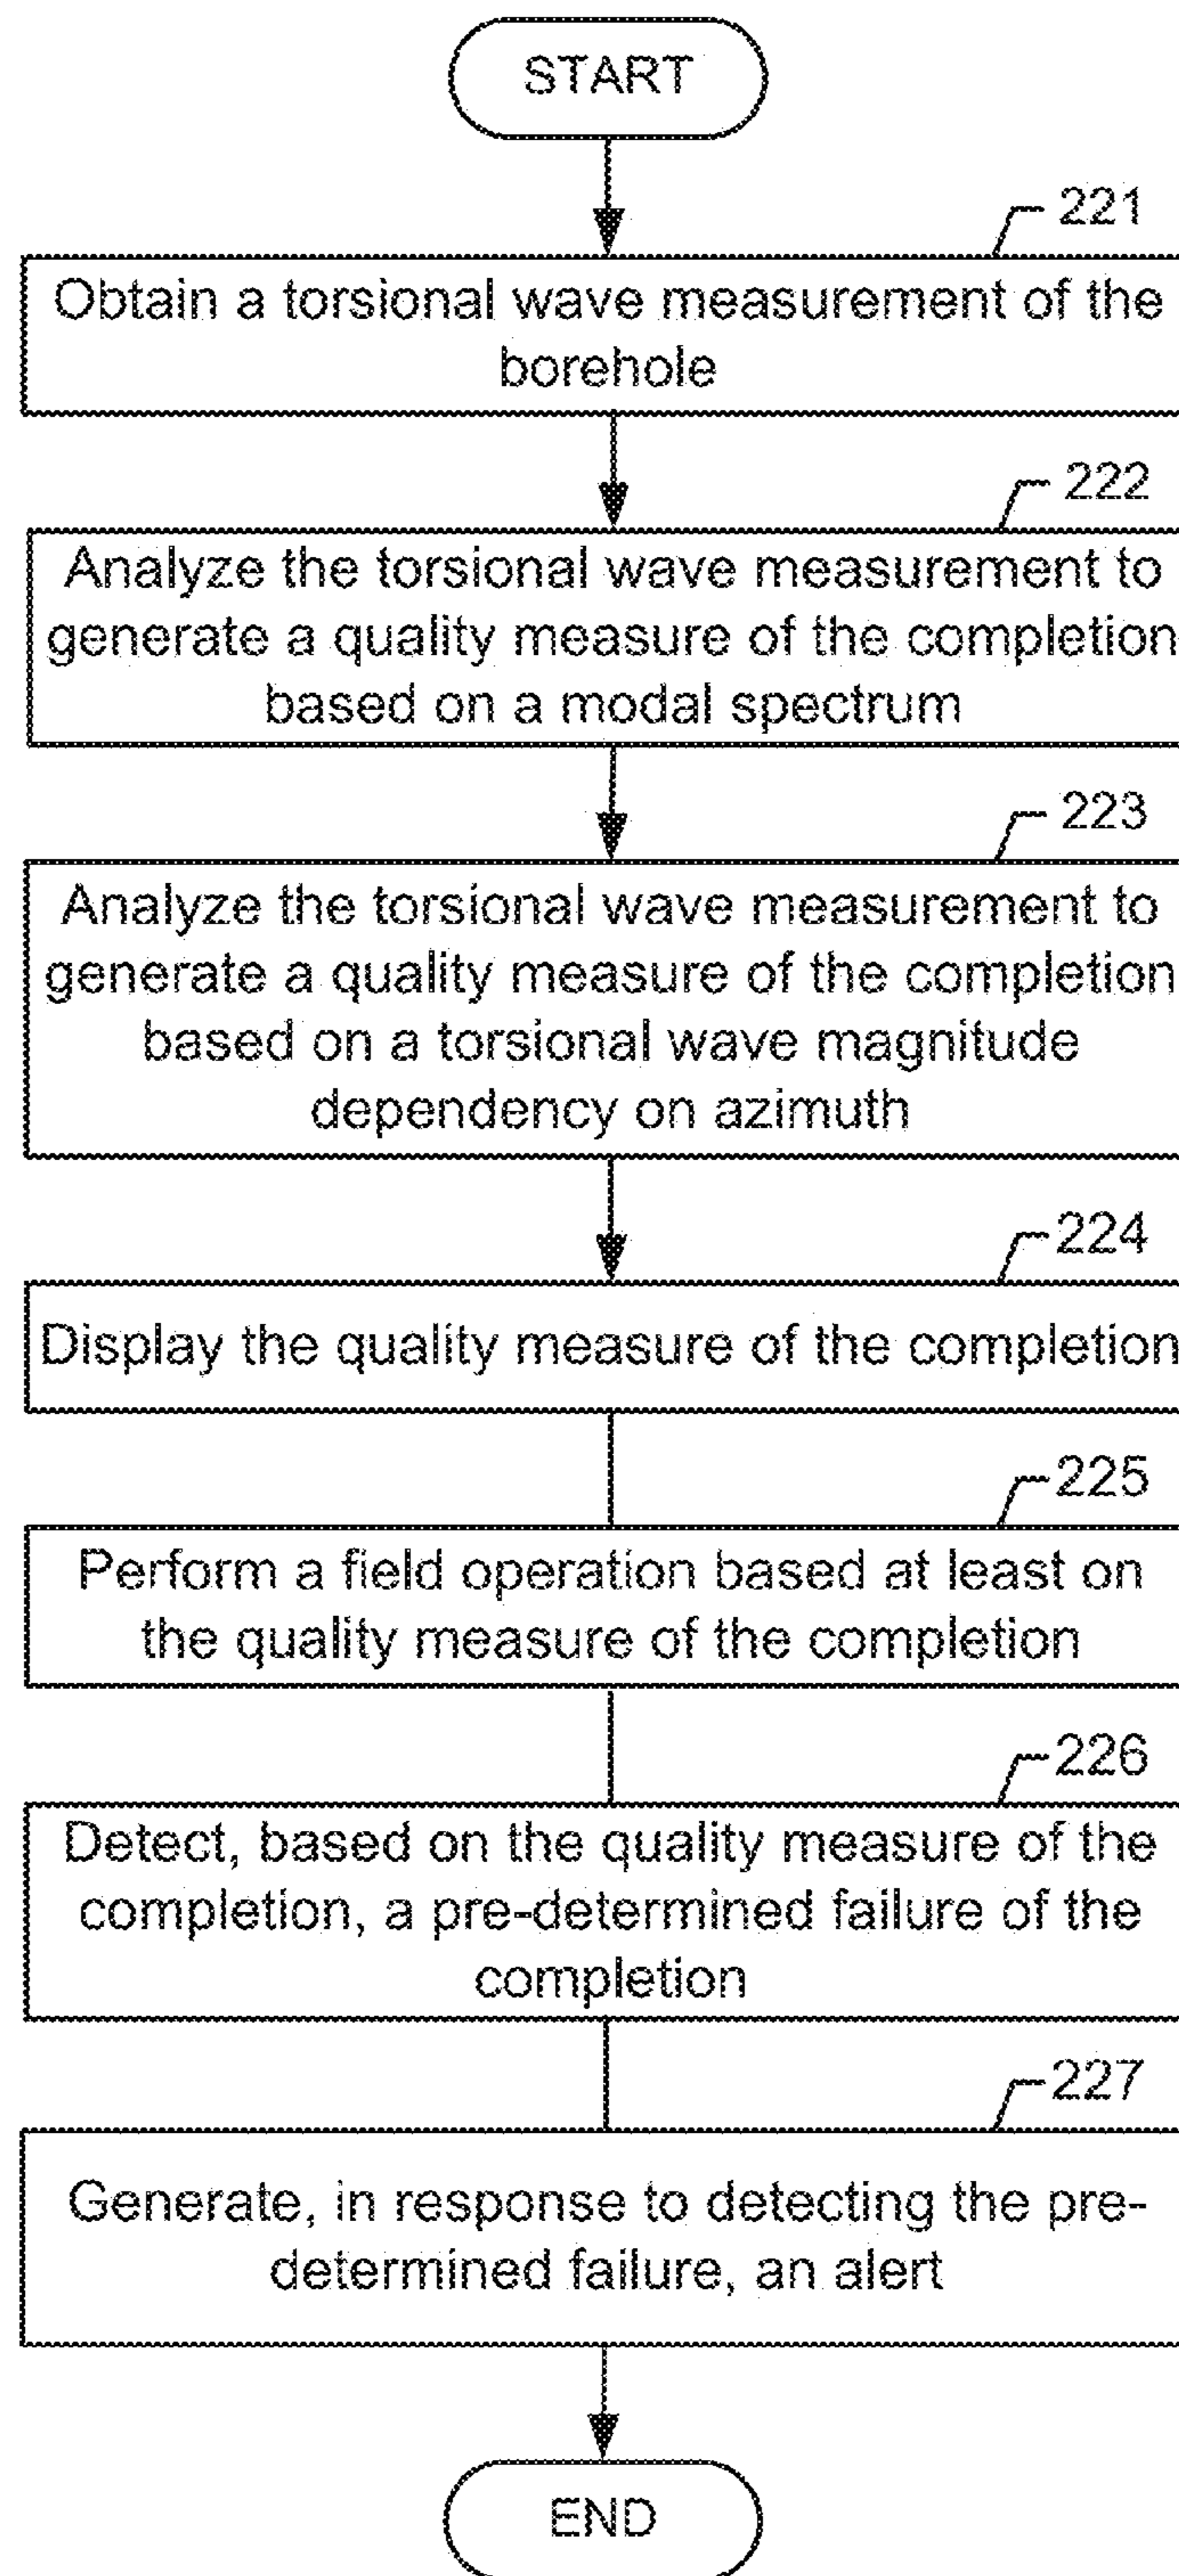 START
221
Obtain a torsional wave measurement of the
borehole
222
Analyze the torsional wave measurement to
generate a quality measure of the completion
based on a modal spectrum
223
Analyze the torsional wave measurement to
generate a quality measure of the completion
based on a torsional wave magnitude
dependency on azimuth
224
Display the quality measure of the completion
225
Perform a field operation based at least on
the quality measure of the completion
226
Detect, based on the quality measure of the
completion, a pre-determined failure of the
completion
227
Generate, in response to detecting the pre-
determined failure, an alert
END